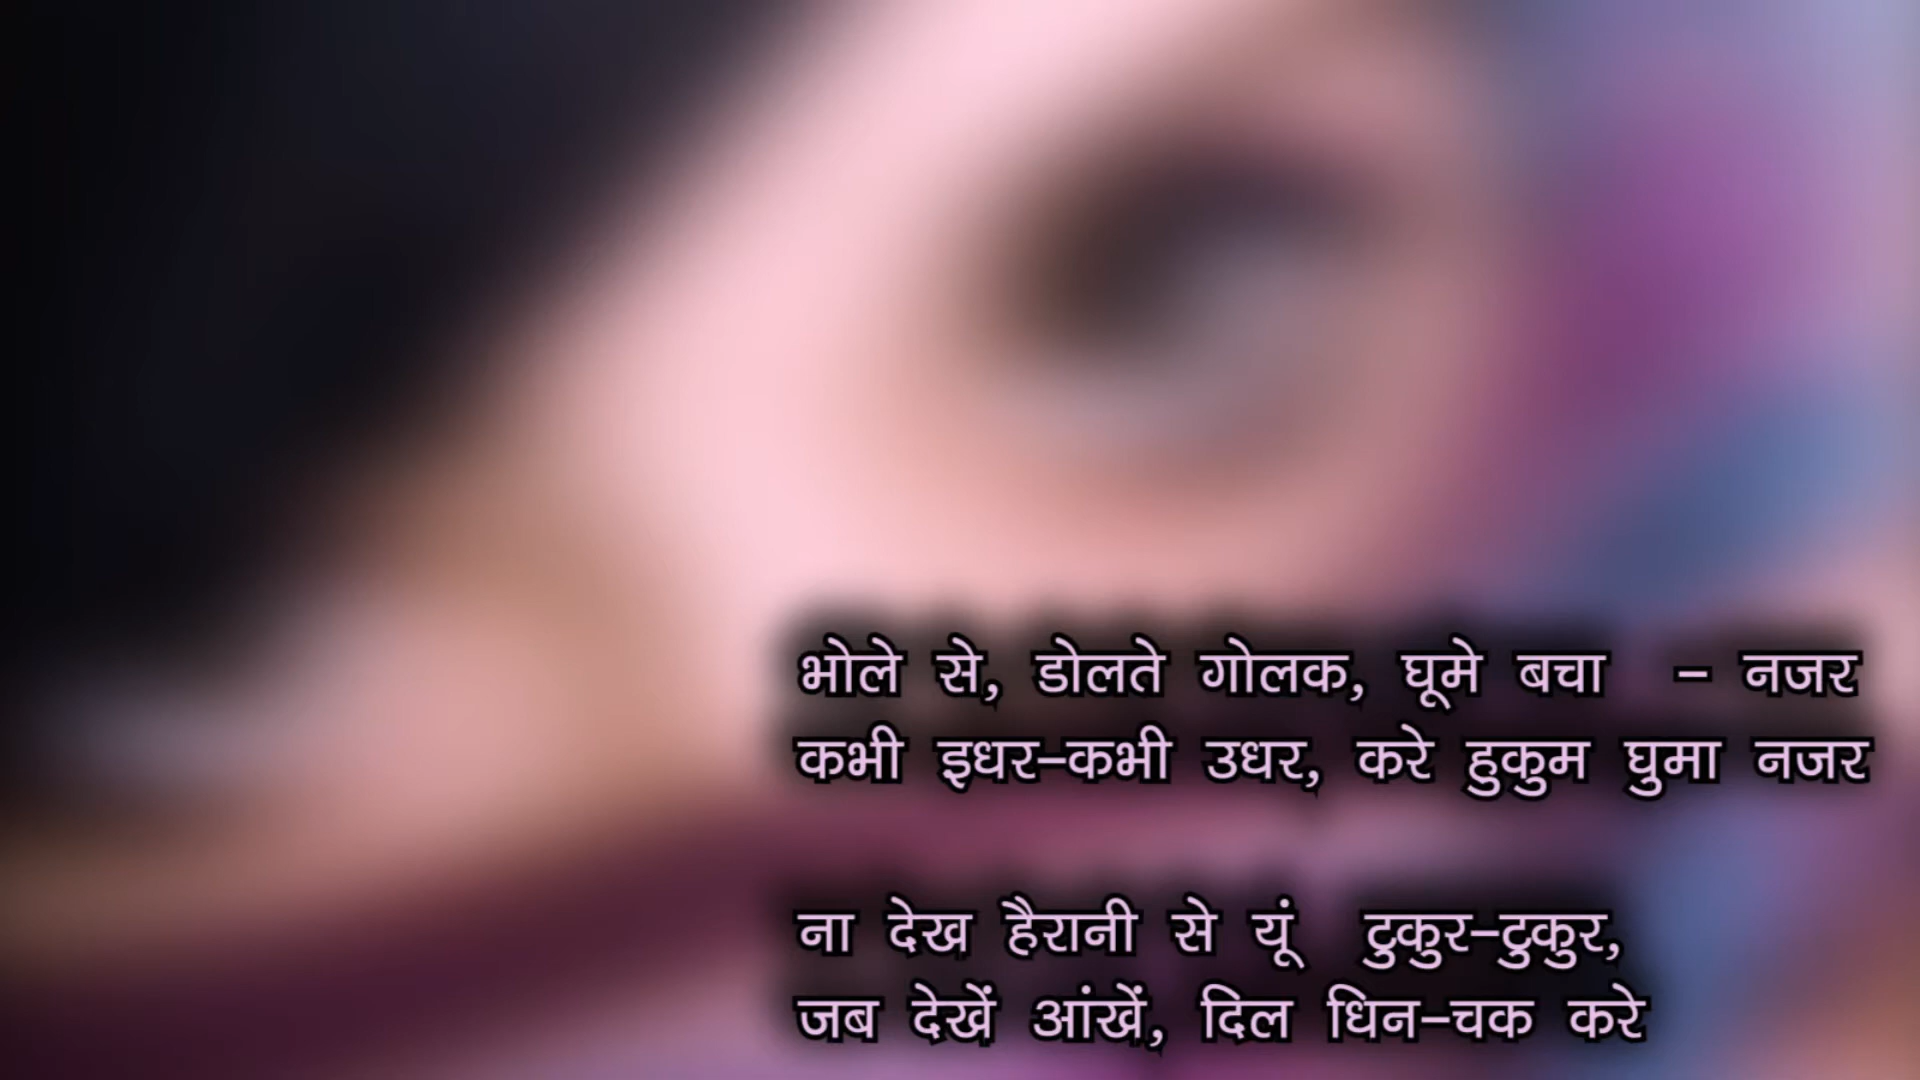 भोले से, डोलते गोलक, घूमे बचा - नजर
कभी इधर-कभी उधर, करे हुकुम घुमा नजर
ना देख हैरानी से यूं टुकुर-टुकुर,
जब देखें आंखें, दिल धिन-चक करे